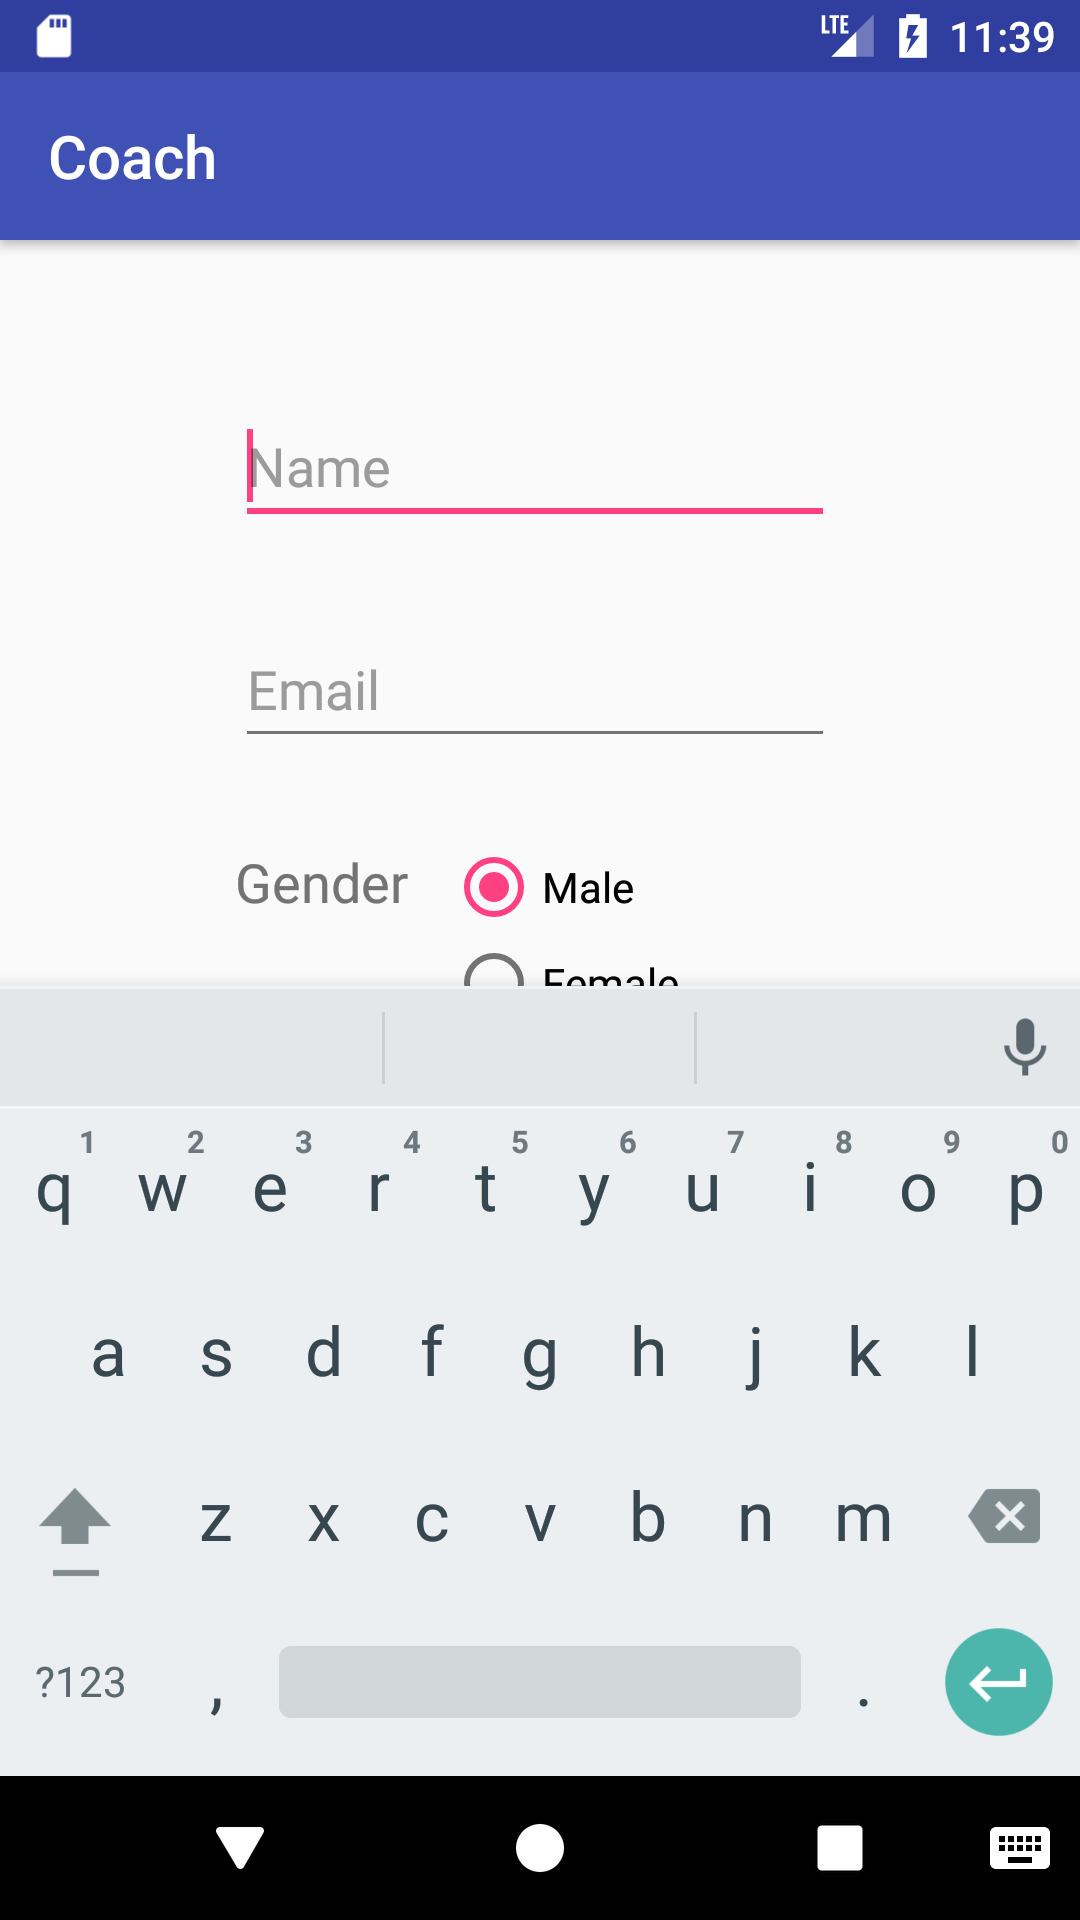 LTE 11:39
Coach
Name
Email
Gender Male
Female
1 2 3 4 5 6 7 8 9 0
q w e r t y u i o p
a s d f g h j k l
z x c v b n m
?123 , .